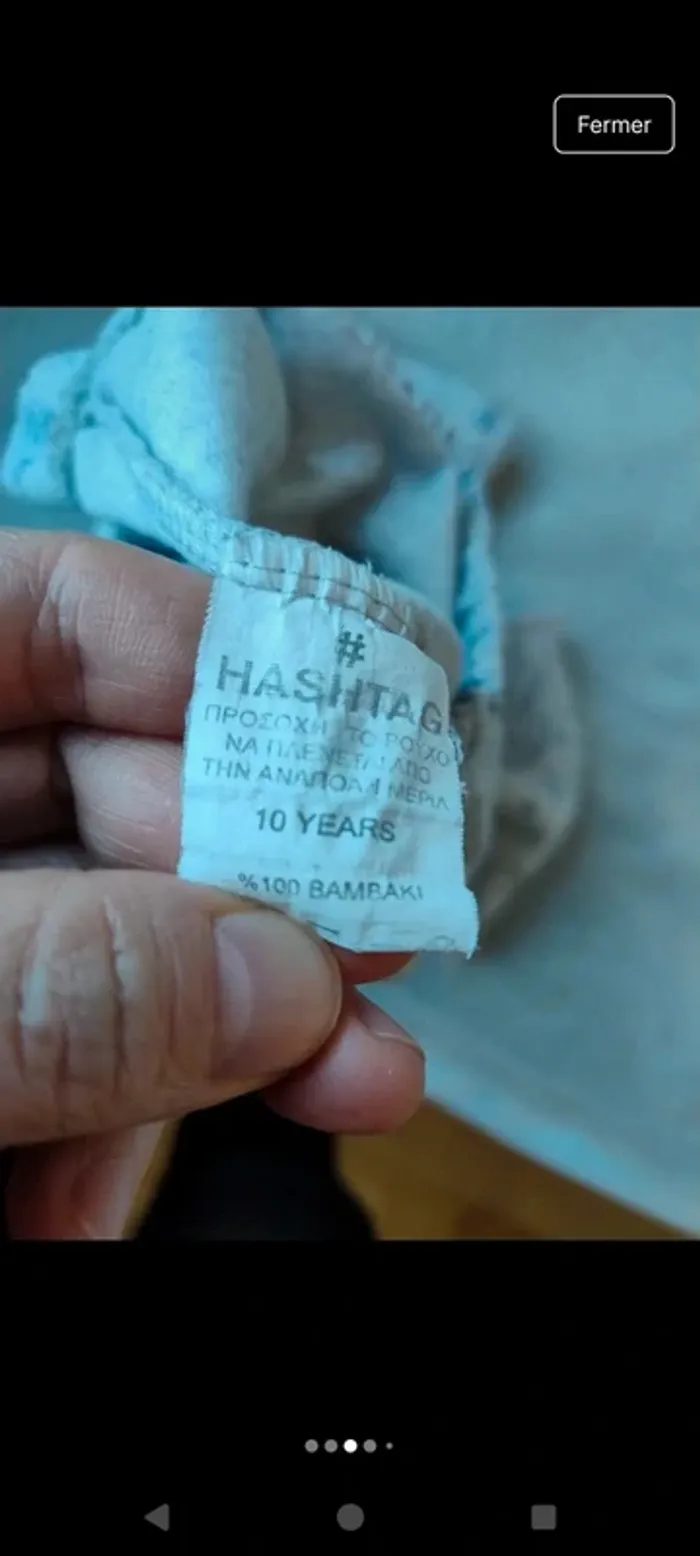 Fermer
#
HASHTAG
ΠΡΟΣΟΧΗ ΤΟ ΡΟΥΧΟ
ΝΑ ΠΛΕΝΕΤΑΙ ΑΠΟ
ΤΗΝ ΑΝΑΠΟΔΗ ΜΕΡΙΑ
10 YEARS
%100 ΒΑΜΒΑΚΙ